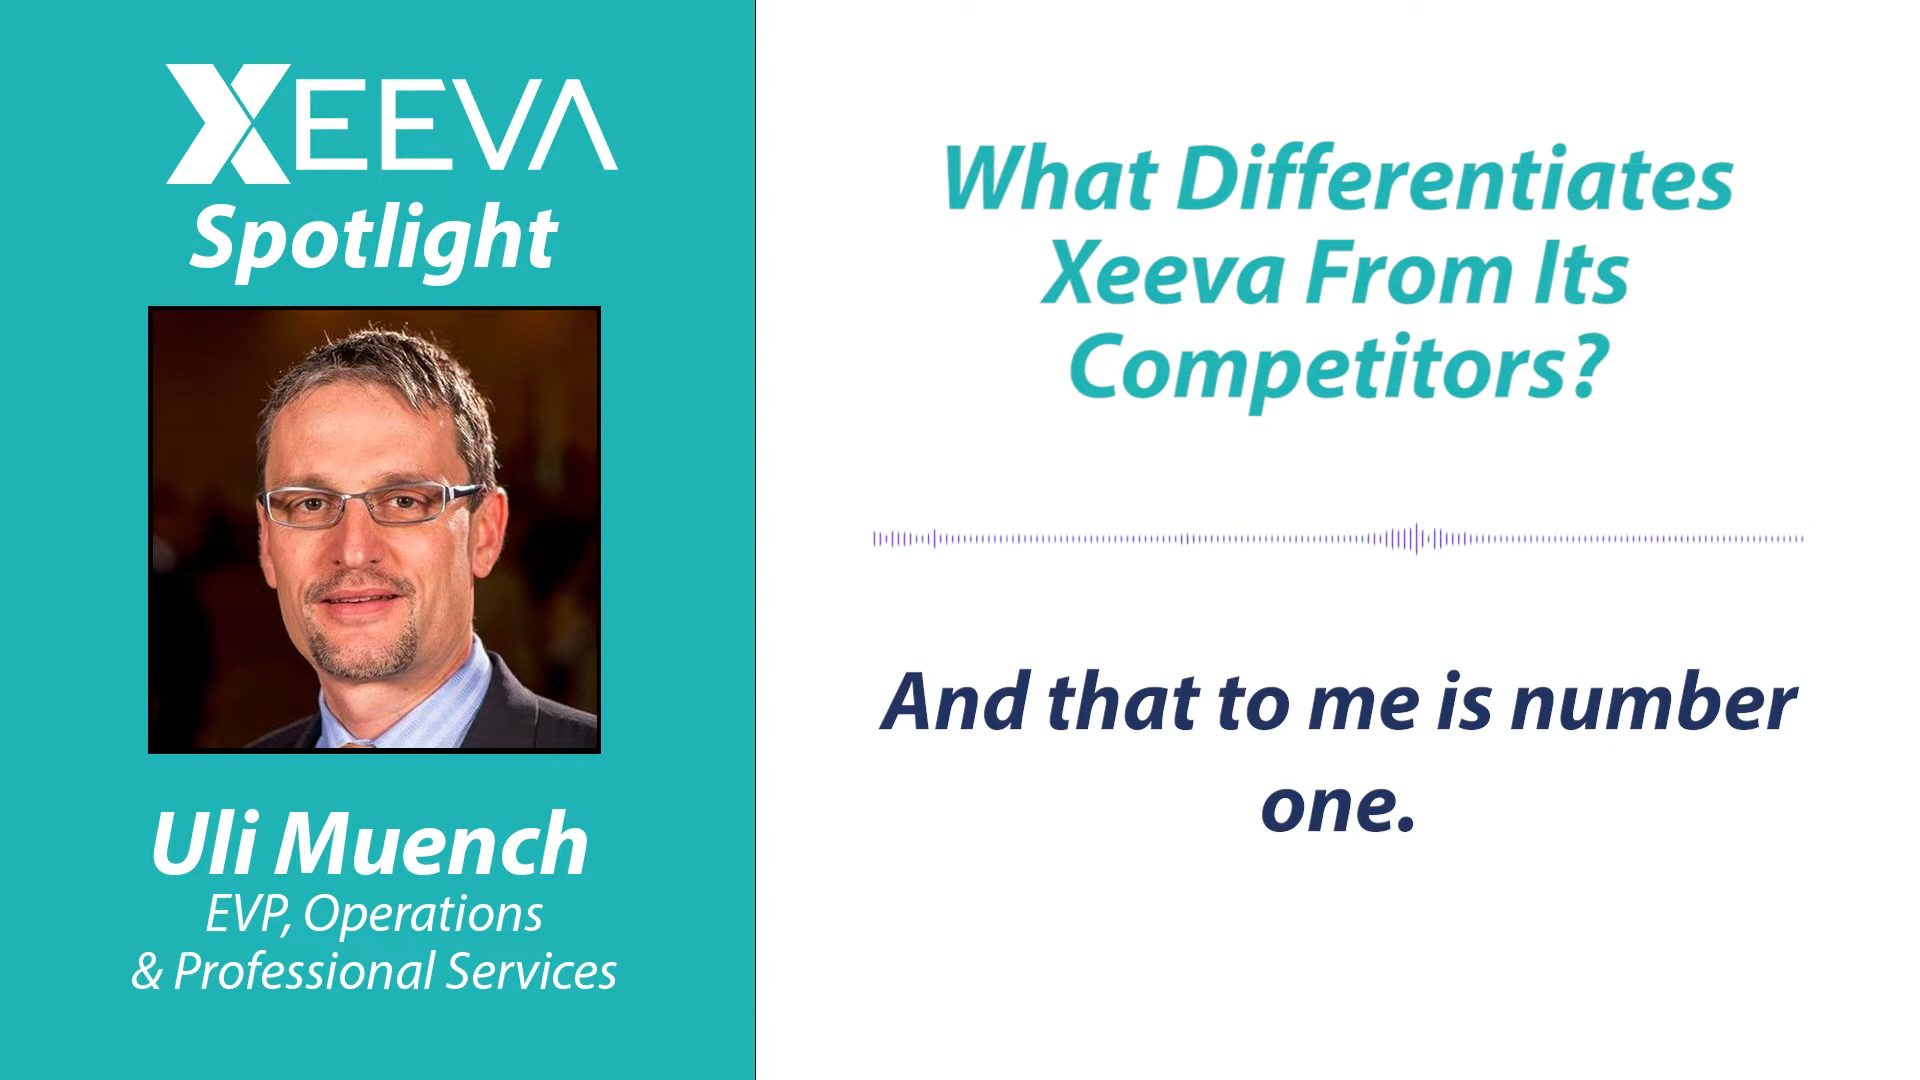 XEEVA
Spotlight
Uli Muench
EVP, Operations
& Professional Services
What Differentiates
Xeeva From Its
Competitors?
And that to me is number
one.